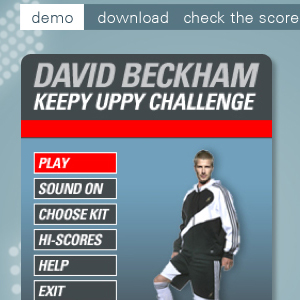 demo download check the score
DAVID BECKHAM
KEEPY UPPY CHALLENGE
PLAY
SOUND ON
CHOOSE KIT
HI-SCORES
HELP
EXIT